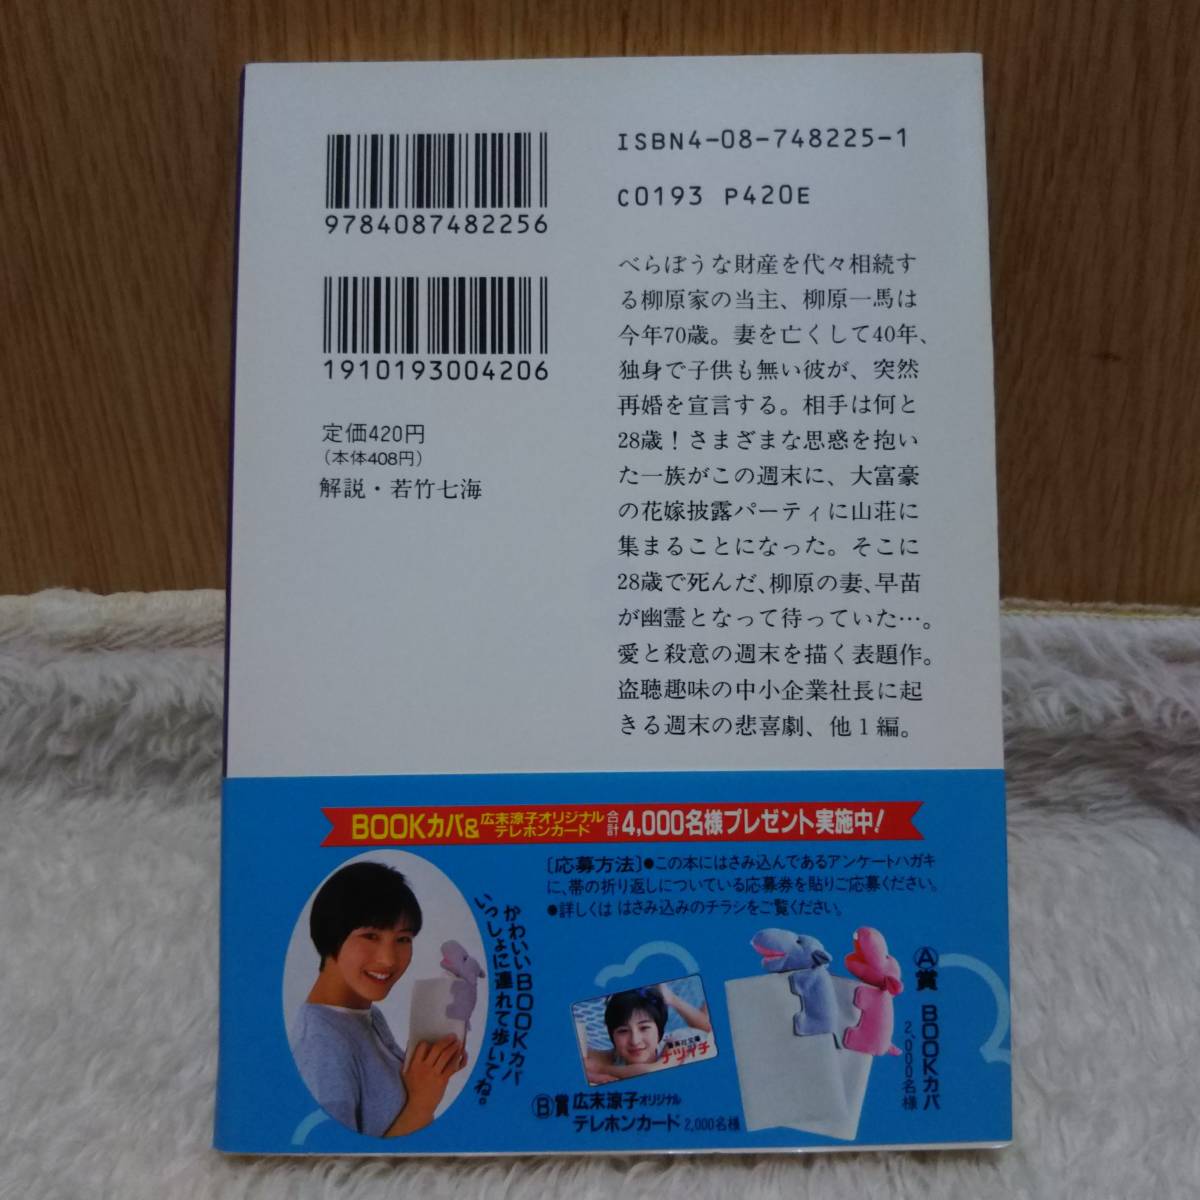 9784087482256
1910193004206
定価420円
(本体408円)
解説・若竹七海
ISBN4-08-748225-1
C0193 P420E
べらぼうな財産を代々相続す
る柳原家の当主、柳原一馬は
今年70歳。妻を亡くして40年、
独身で子供も無い彼が、突然
再婚を宣言する。相手は何と
28歳！さまざまな思惑を抱い
た一族がこの週末に、大富豪
の花嫁披露パーティに山荘に
集まることになった。そこに
28歳で死んだ、柳原の妻、早苗
が幽霊となって待っていた…。
愛と殺意の週末を描く表題作。
盗聴趣味の中小企業社長に起
きる週末の悲喜劇、他１編。
BOOKカバ&広末涼子オリジナルテレホンカード 合計4,000名様プレゼント実施中!
〔応募方法〕●この本にはさみ込んであるアンケートハガキ
に、帯の折り返しについている応募券を貼りご応募ください。
●詳しくは はさみ込みのチラシをご覧ください。
かわいいBOOKカバ
いっしょに連れて歩いてね。
集英社文庫
ナツイチ
Ⓐ賞 BOOKカバ
2,000名様
Ⓑ賞 広末涼子オリジナル
テレホンカード 2,000名様